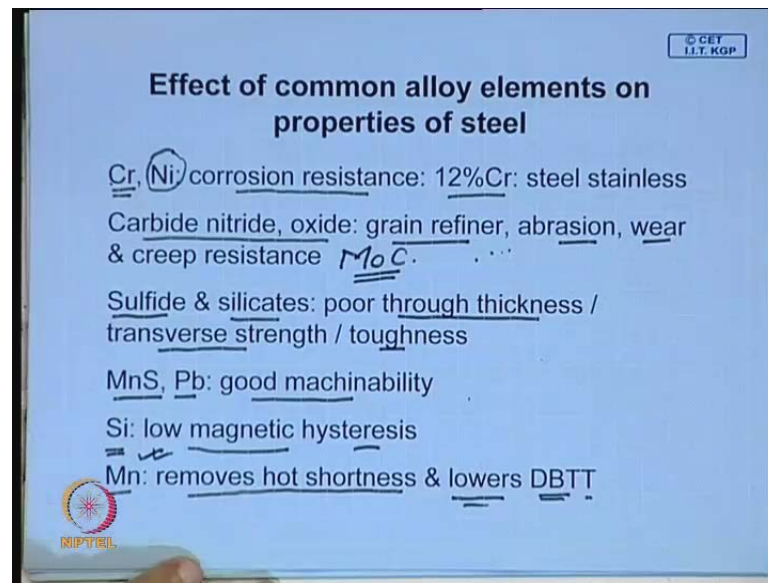 © CET
I.I.T. KGP
Effect of common alloy elements on
properties of steel
Cr, Ni: corrosion resistance: 12%Cr: steel stainless
Carbide nitride, oxide: grain refiner, abrasion, wear
& creep resistance MoC.
Sulfide & silicates: poor through thickness /
transverse strength / toughness
MnS, Pb: good machinability
Si: low magnetic hysteresis
Mn: removes hot shortness & lowers DBTT
NPTEL